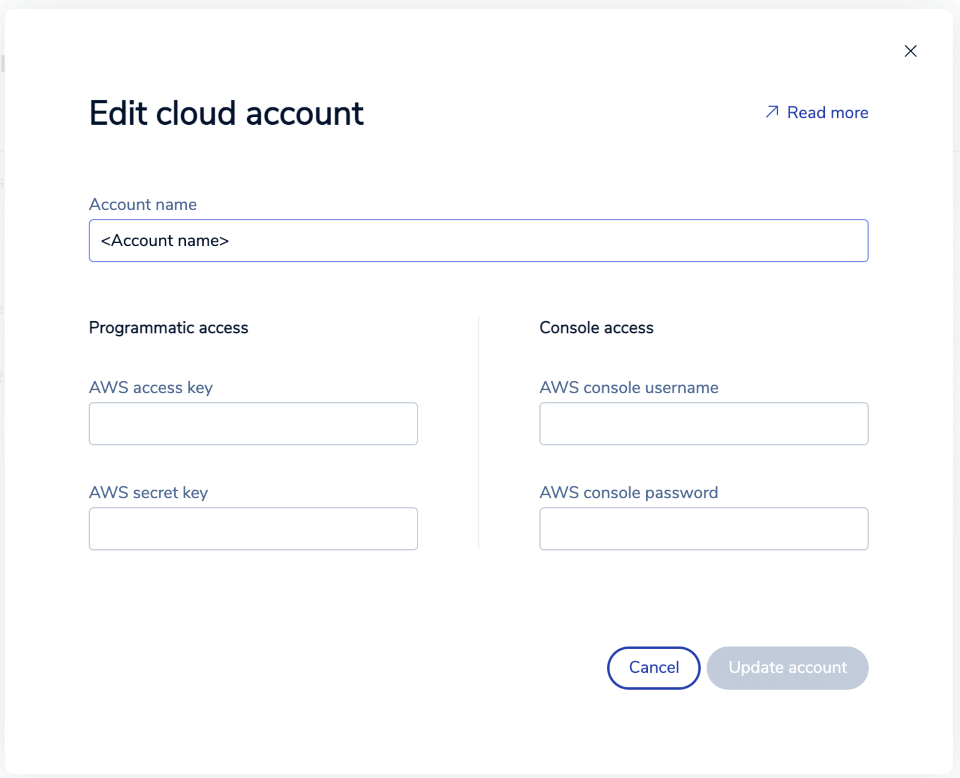 Edit cloud account
Read more
Account name
<Account name>
Programmatic access
AWS access key
AWS secret key
Console access
AWS console username
AWS console password
Cancel
Update account